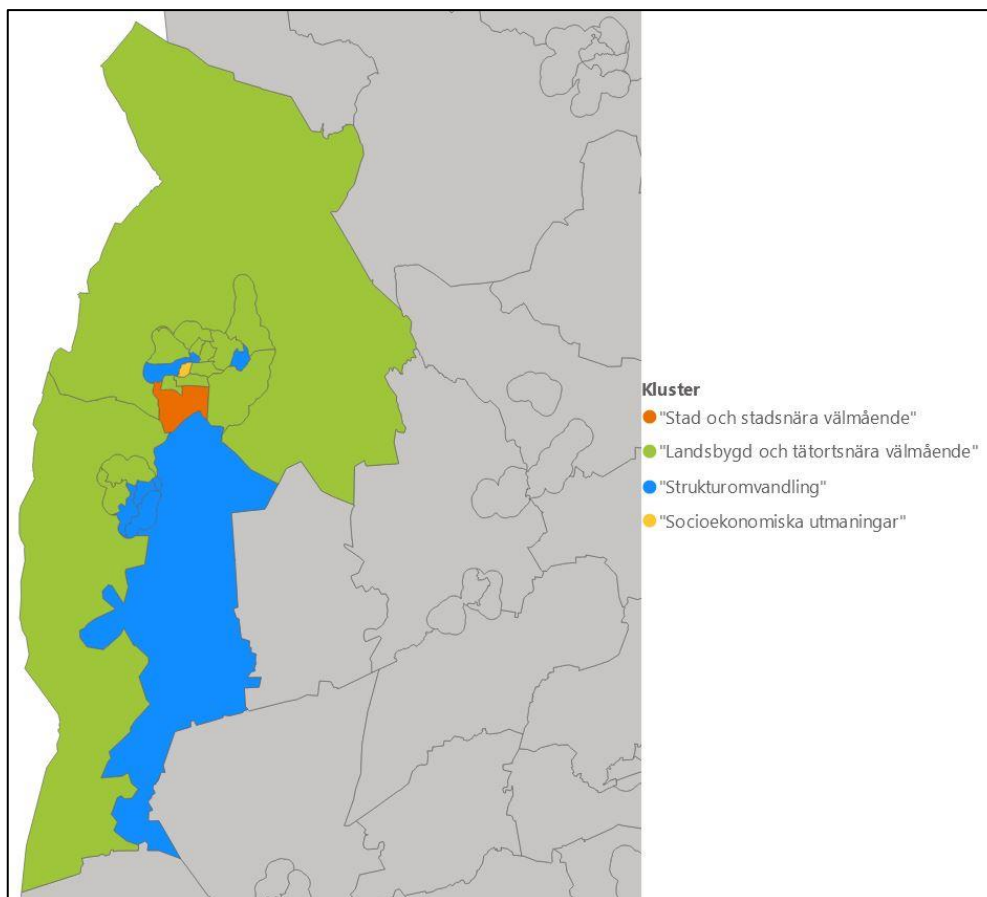 Kluster
"Stad och stadsnära välmående"
"Landsbygd och tätortsnära välmående"
"Strukturomvandling"
"Socioekonomiska utmaningar"